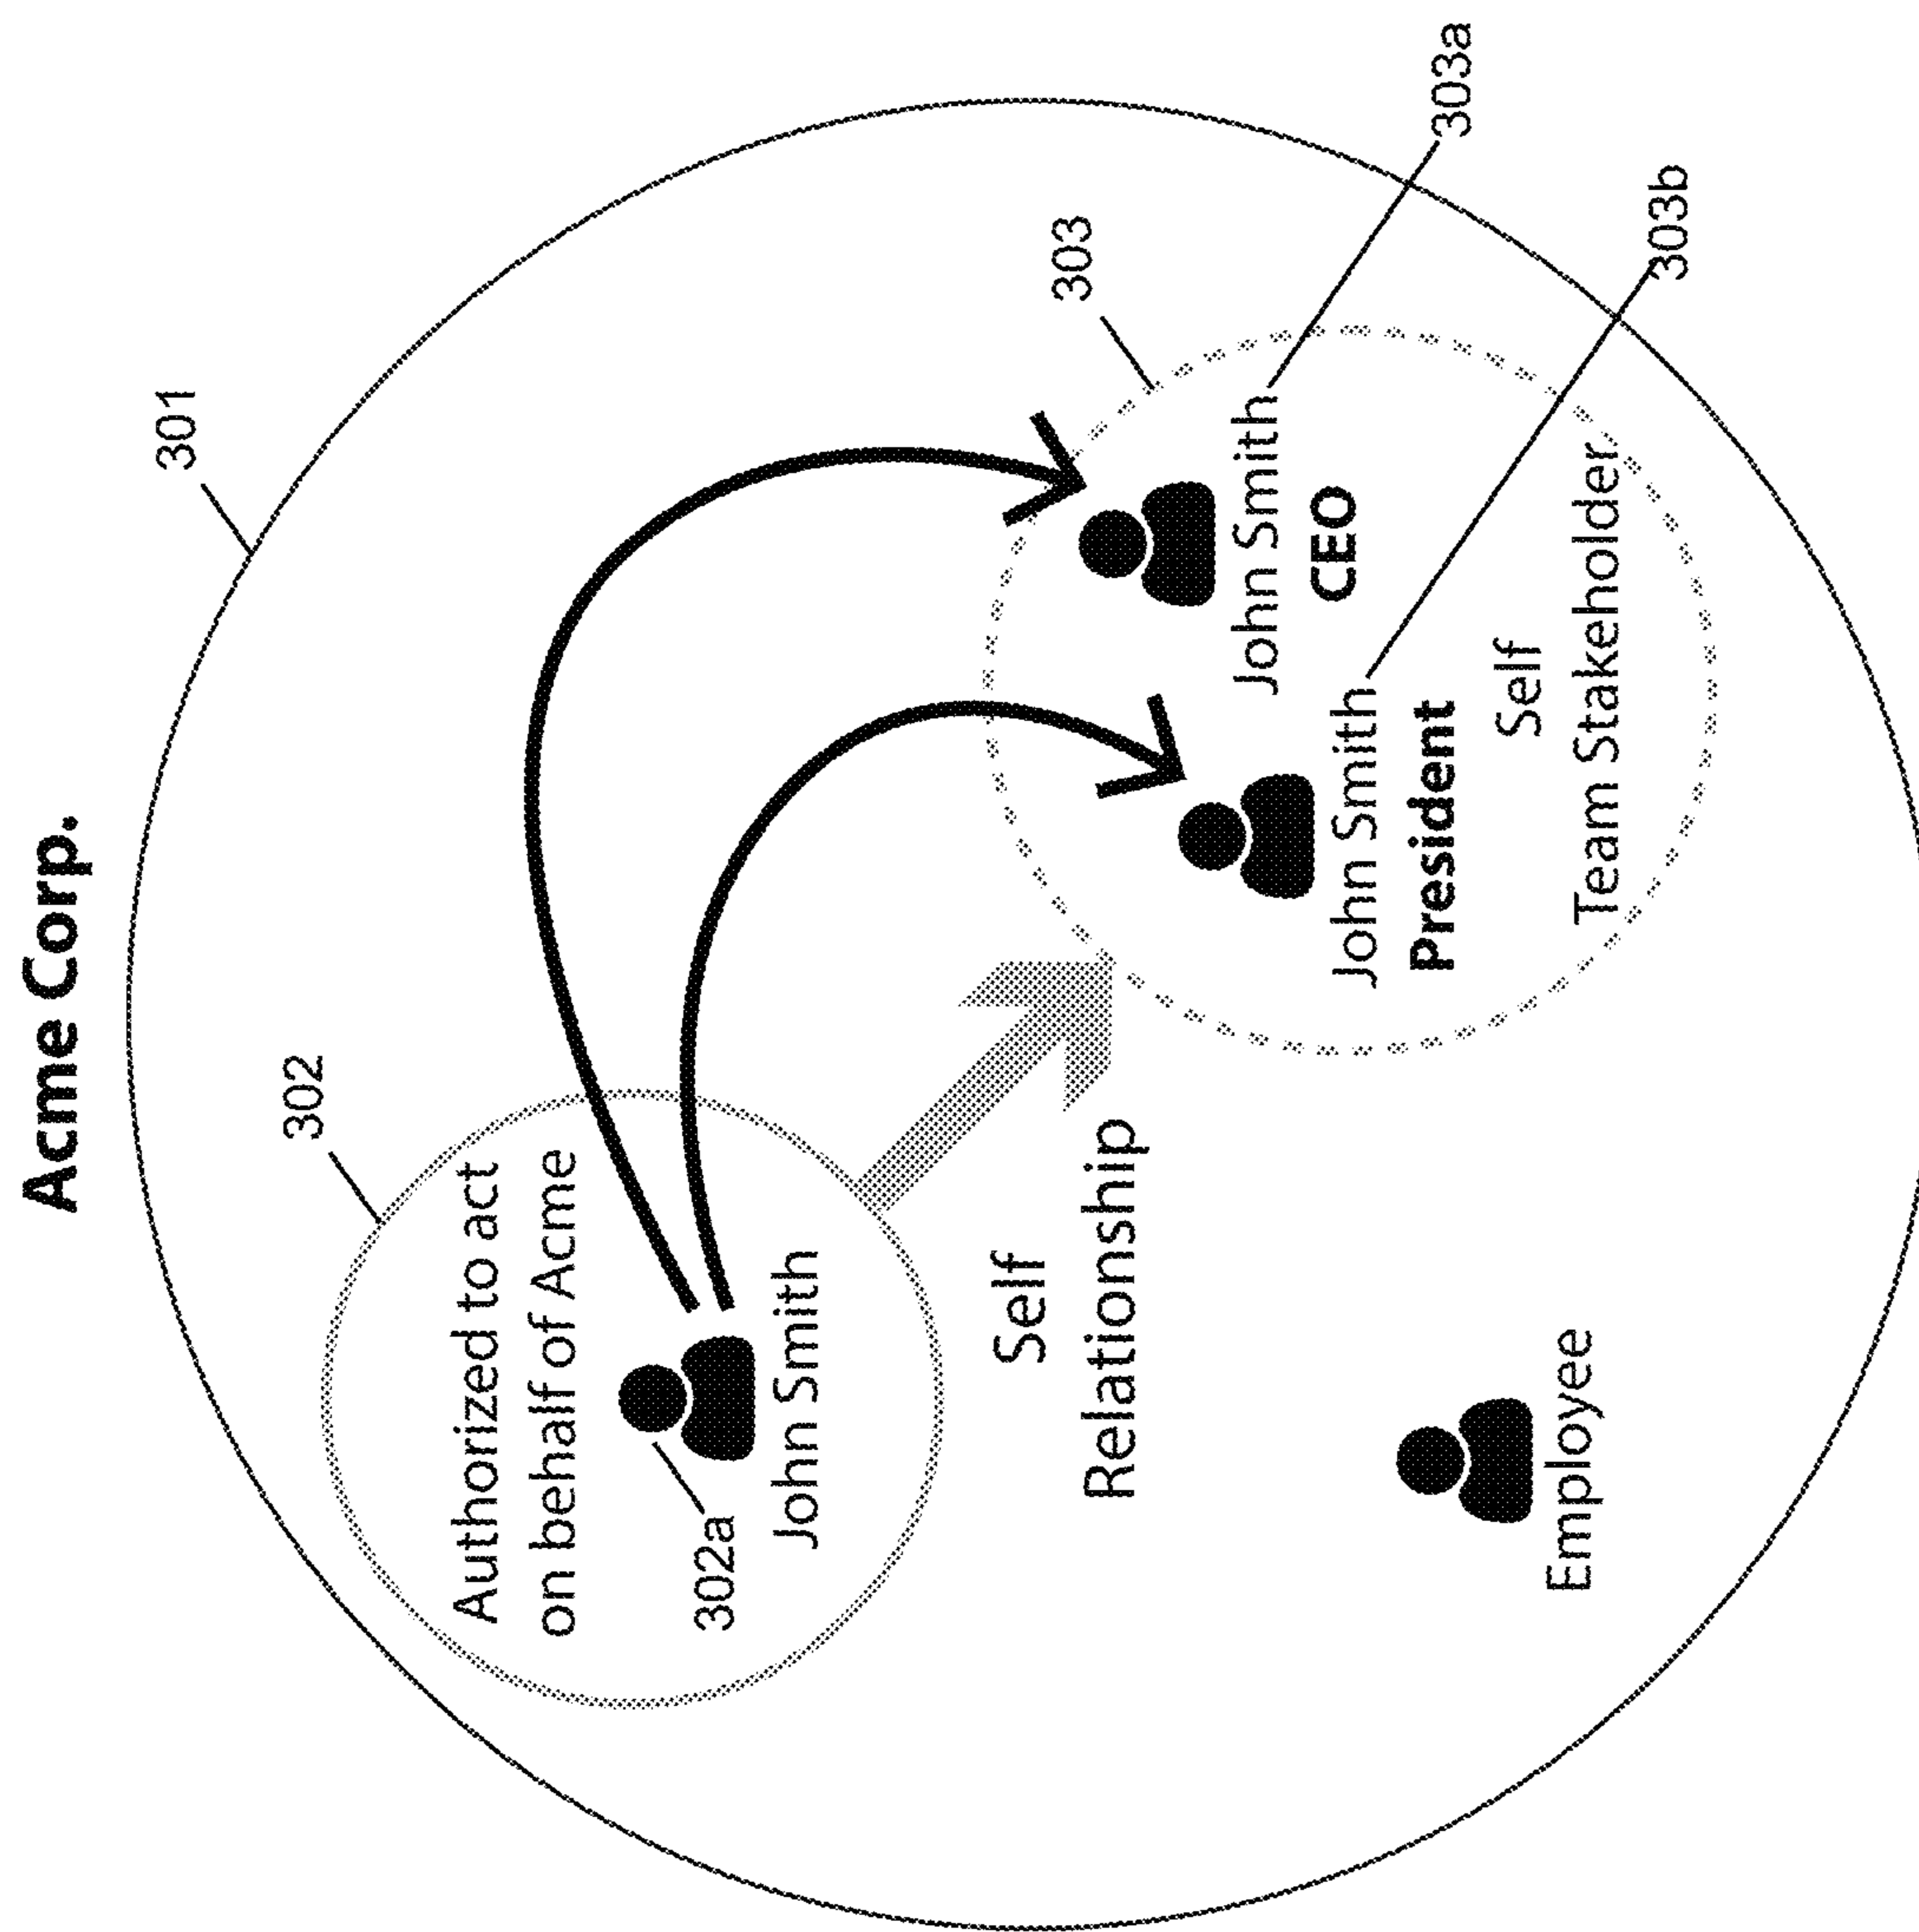 Acme Corp.
301
302
Authorized to act
on behalf of Acme
302a
John Smith
303
Self
Relationship
John Smith
CEO
303a
John Smith
President
303b
Self
Team Stakeholder
Employee